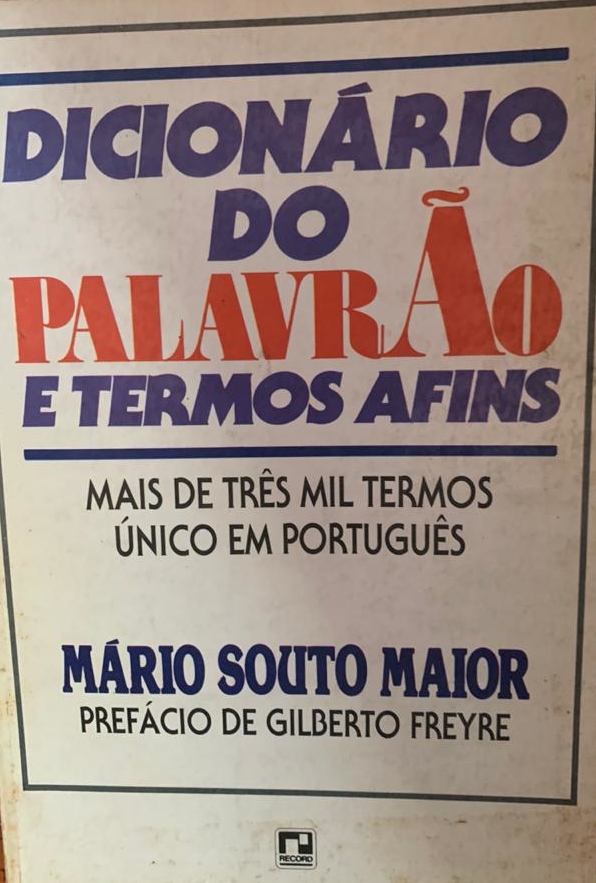 DICIONÁRIO
DO
PALAVRÃO
E TERMOS AFINS
MAIS DE TRÊS MIL TERMOS
ÚNICO EM PORTUGUÊS
MÁRIO SOUTO MAIOR
PREFÁCIO DE GILBERTO FREYRE
RECORD